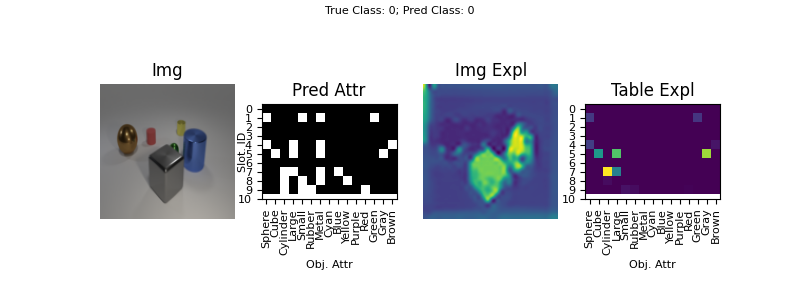 True Class: 0; Pred Class: 0
Img
Pred Attr
Img Expl
Table Expl
0
1
2
3
4
5
6
7
8
9
10
Slot. ID
Sphere
Cube
Cylinder
Large
Small
Rubber
Metal
Cyan
Blue
Yellow
Purple
Red
Green
Gray
Brown
Obj. Attr
0
1
2
3
4
5
6
7
8
9
10
Sphere
Cube
Cylinder
Large
Small
Rubber
Metal
Cyan
Blue
Yellow
Purple
Red
Green
Gray
Brown
Obj. Attr